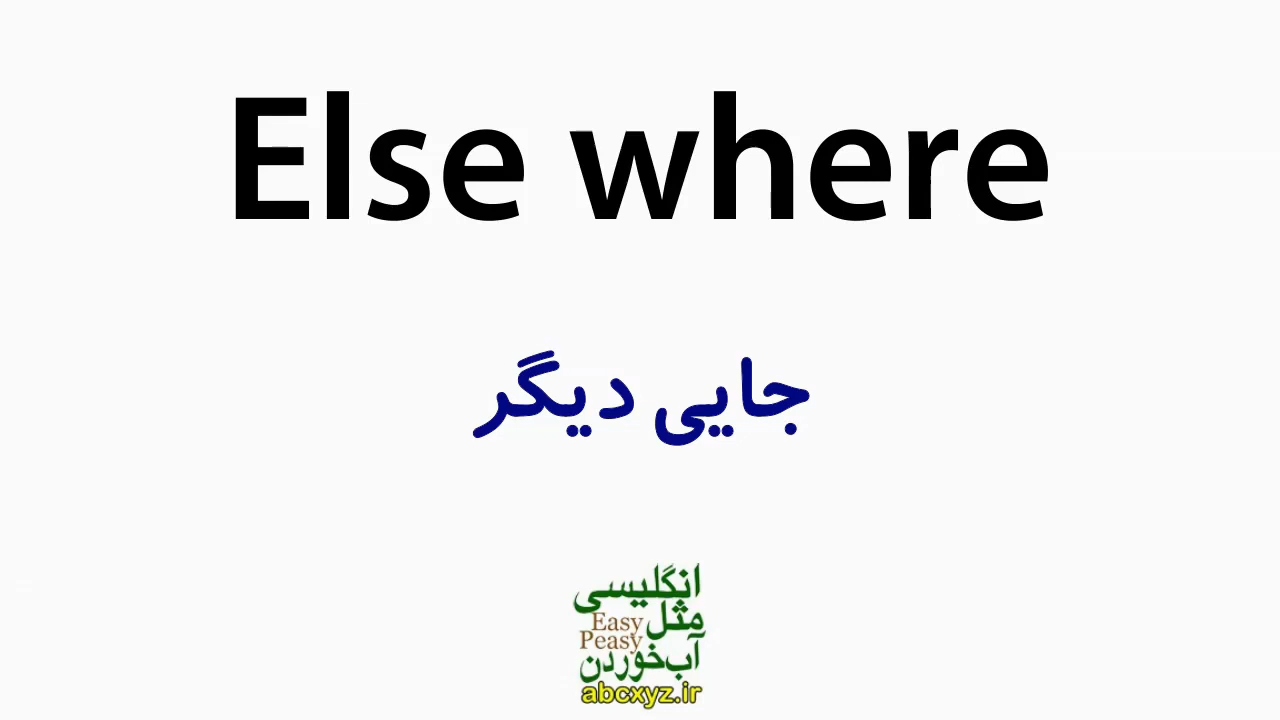 Else where
جایی دیگر
انگلیسی
مثل
Easy
Peasy
آب‌خوردن
abcxyz.ir